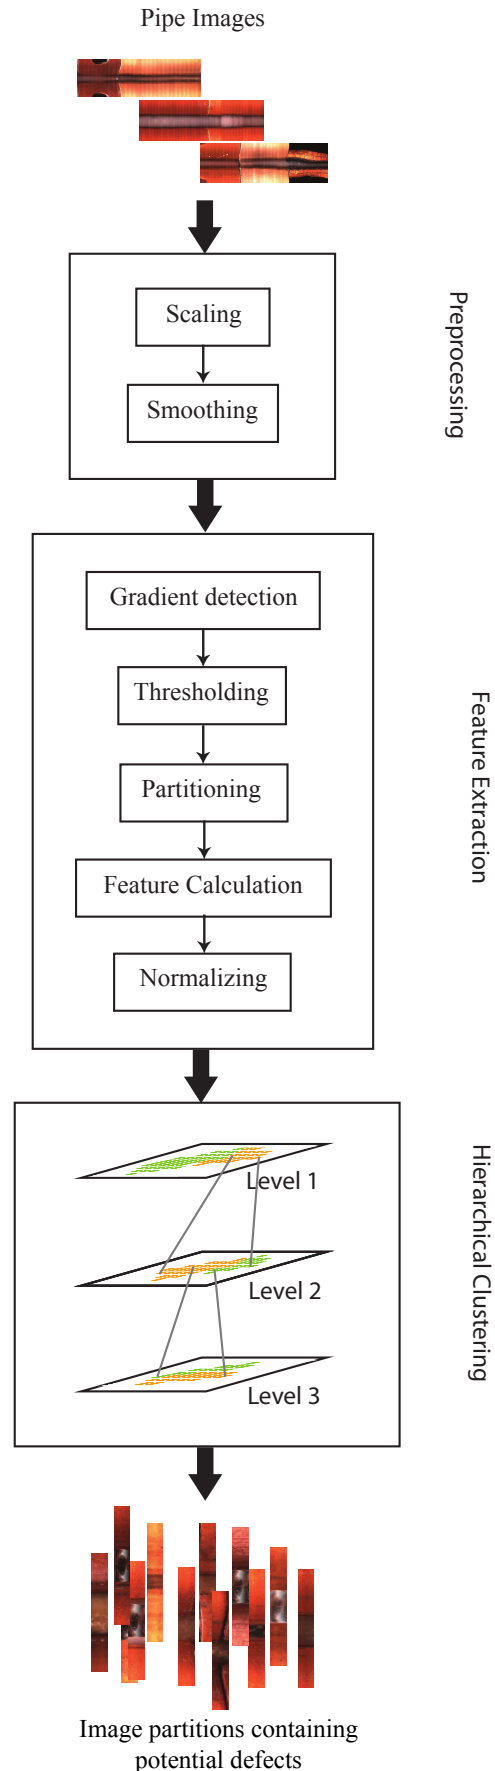 Pipe Images
Scaling
Smoothing
Preprocessing
Gradient detection
Thresholding
Partitioning
Feature Calculation
Normalizing
Feature Extraction
Level 1
Level 2
Level 3
Hierarchical Clustering
Image partitions containing
potential defects